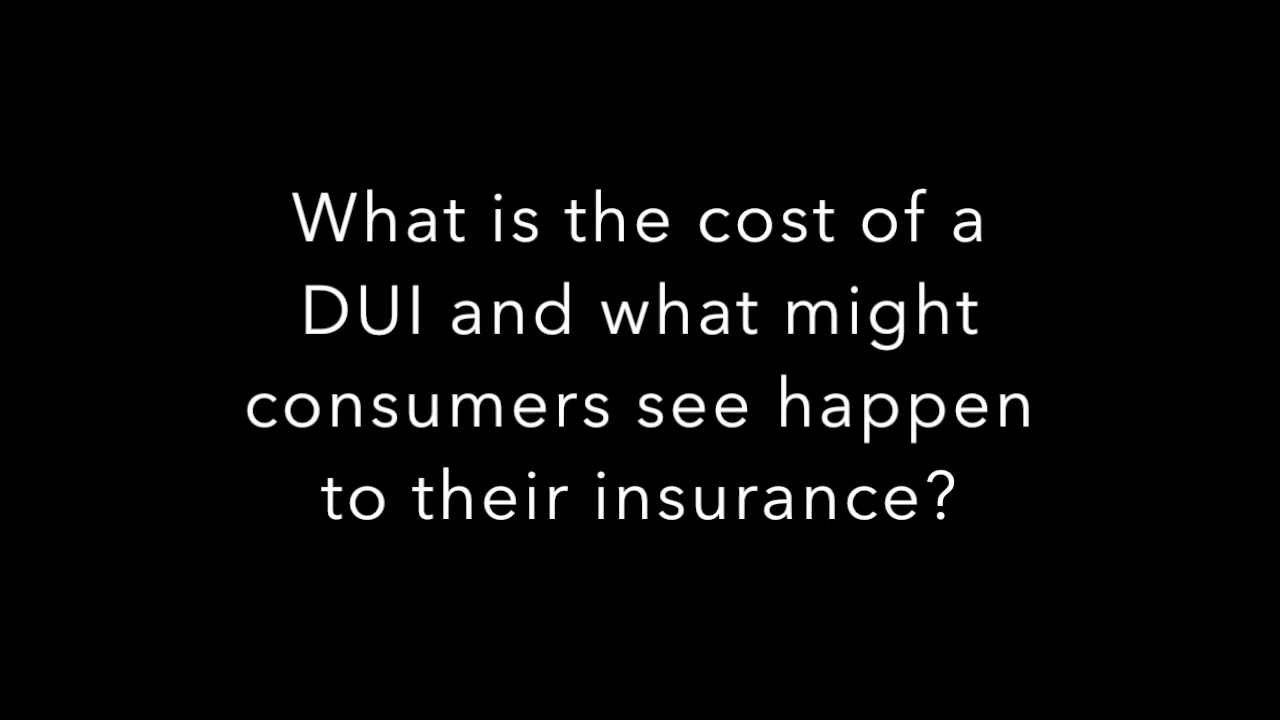 What is the cost of a
DUI and what might
consumers see happen
to their insurance?